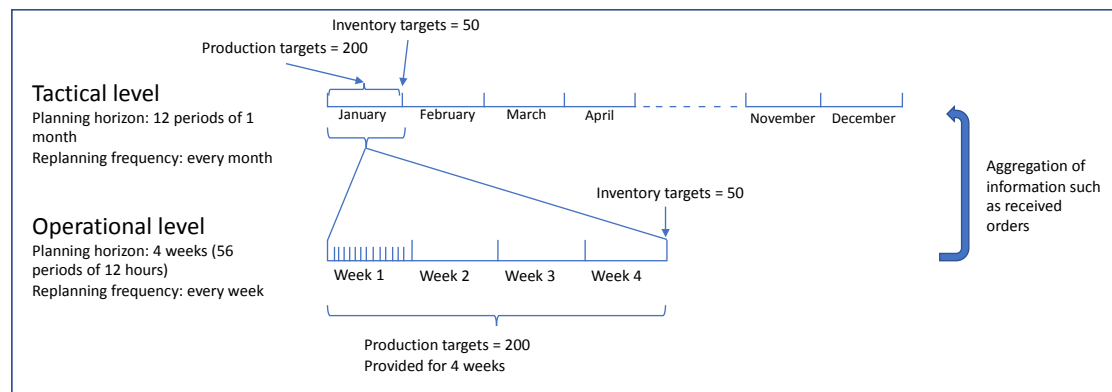 Inventory targets = 50
Production targets = 200
Tactical level
Planning horizon: 12 periods of 1
month
Replanning frequency: every month
January
February
March
April
November
December
Aggregation of
information such
as received
orders
Inventory targets = 50
Operational level
Planning horizon: 4 weeks (56
periods of 12 hours)
Replanning frequency: every week
Week 1
Week 2
Week 3
Week 4
Production targets = 200
Provided for 4 weeks